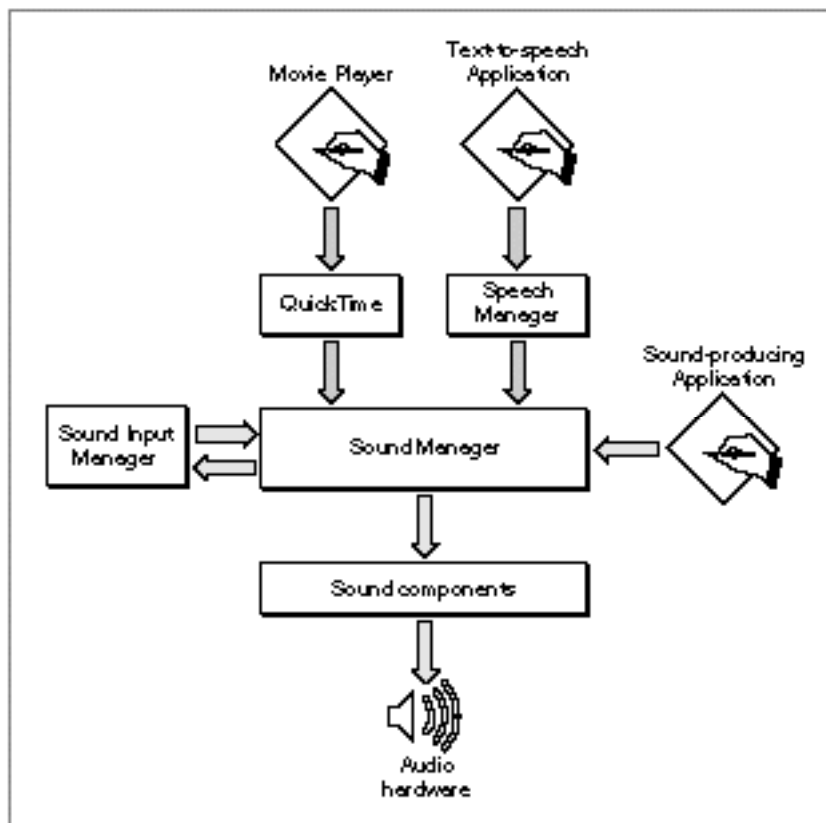 Text-to-speech
Application
Movie Player
QuickTime
Speech
Manager
Sound-producing
Application
Sound Input
Manager
Sound Manager
Sound components
Audio
hardware